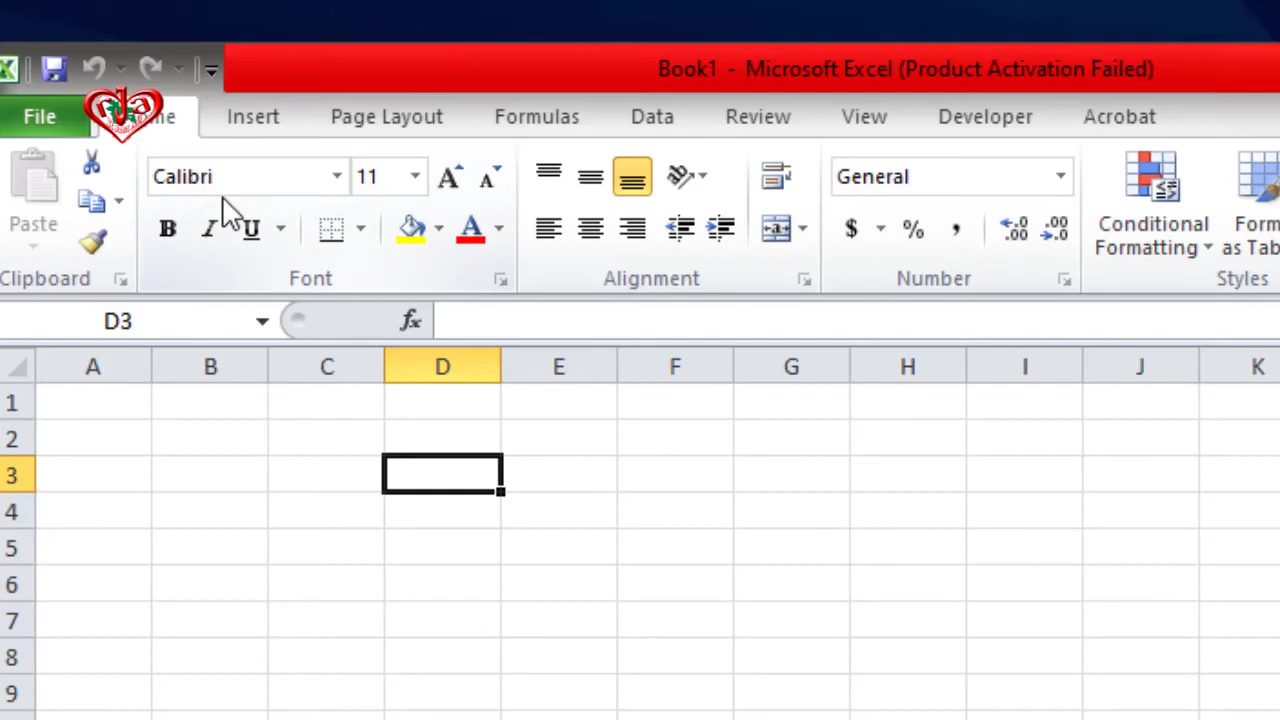 Book1 - Microsoft Excel (Product Activation Failed)
File Insert Page Layout Formulas Data Review View Developer Acrobat
Calibri 11 General
Paste B I U $ % , Conditional
Formatting
Clipboard Font Alignment Number Styles
D3 fx
A B C D E F G H I J K
1
2
3
4
5
6
7
8
9